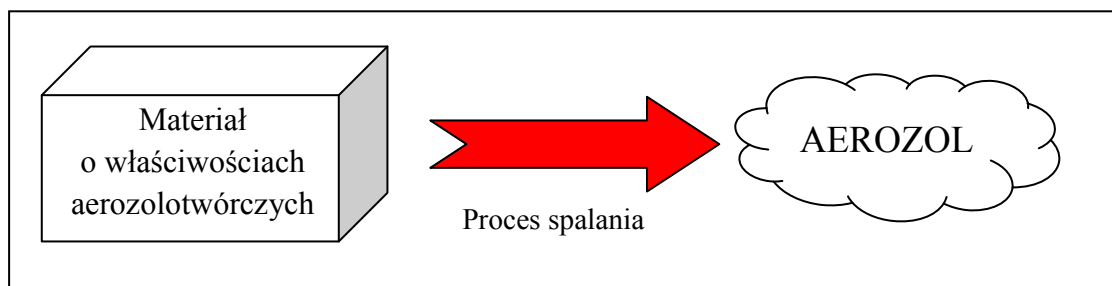 Materiał
o właściwościach
aerozolotwórczych
Proces spalania
AEROZOL